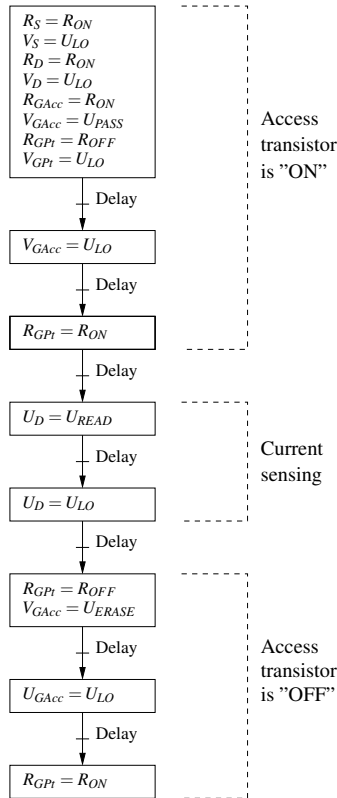 R_S = R_ON
V_S = U_LO
R_D = R_ON
V_D = U_LO
R_GAcc = R_ON
V_GAcc = U_PASS
R_GPt = R_OFF
V_GPt = U_LO
Access
transistor
is "ON"
Delay
V_GAcc = U_LO
Delay
R_GPt = R_ON
Delay
U_D = U_READ
Delay
Current
sensing
U_D = U_LO
Delay
R_GPt = R_OFF
V_GAcc = U_ERASE
Delay
Access
transistor
is "OFF"
U_GAcc = U_LO
Delay
R_GPt = R_ON